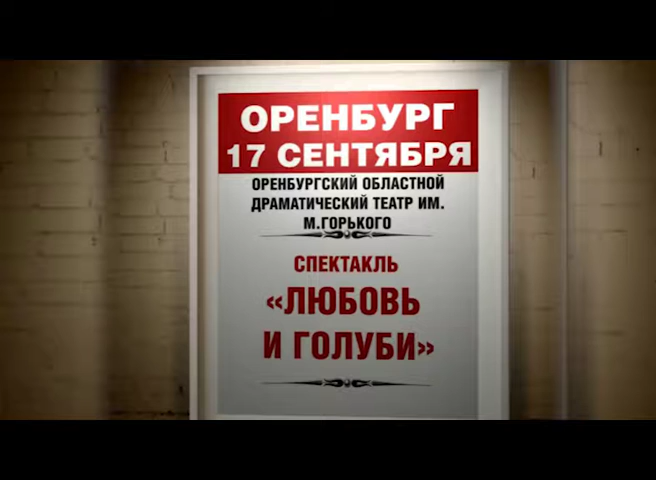 ОРЕНБУРГ
17 СЕНТЯБРЯ
ОРЕНБУРГСКИЙ ОБЛАСТНОЙ
ДРАМАТИЧЕСКИЙ ТЕАТР ИМ.
М.ГОРЬКОГО
СПЕКТАКЛЬ
«ЛЮБОВЬ
И ГОЛУБИ»